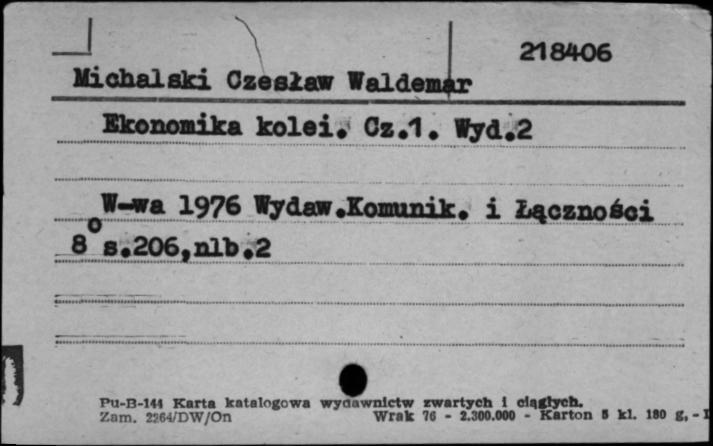 218406
Michalski Czesław Waldemar
Ekonomika kolei. Cz.1. Wyd.2
W-wa 1976 Wydaw.Komunik. i Łączności
8° s.206,nlb.2
Pu-B-144 Karta katalogowa wydawnictw zwartych i ciągłych.
Zam. 2264/DW/On Wrak 76 - 2.300.000 - Karton 5 kl. 180 g, - I